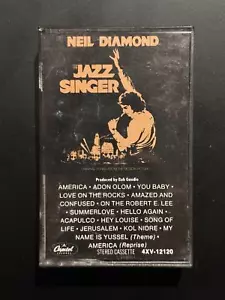 NEIL DIAMOND
THE
JAZZ
SINGER
Produced by Bob Gaudio
AMERICA • ADON OLOM • YOU BABY •
LOVE ON THE ROCKS • AMAZED AND
CONFUSED • ON THE ROBERT E. LEE
• SUMMERLOVE • HELLO AGAIN •
ACAPULCO • HEY LOUISE • SONG OF
LIFE • JERUSALEM • KOL NIDRE • MY
NAME IS YUSSEL (Theme) •
AMERICA (Reprise)
Capitol
STEREO CASSETTE 4XV-12120